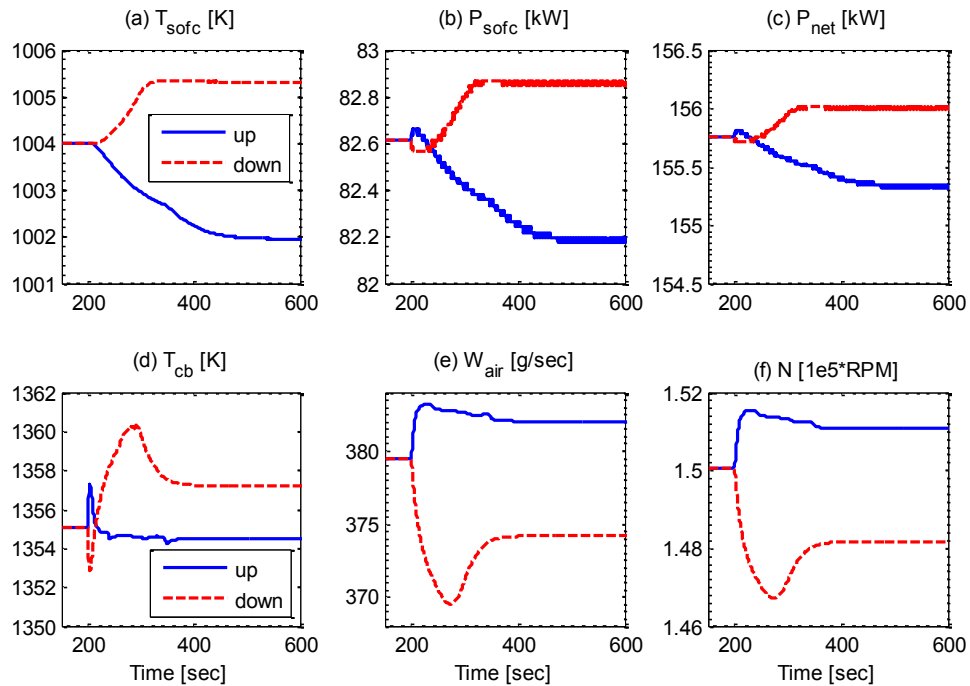 (a) T_sofc [K]
(b) P_sofc [kW]
(c) P_net [kW]
1006
1005
1004
1003
1002
1001
200 400 600
up
down
83
82.8
82.6
82.4
82.2
82
200 400 600
156.5
156
155.5
155
154.5
200 400 600
(d) T_cb [K]
(e) W_air [g/sec]
(f) N [1e5*RPM]
1362
1360
1358
1356
1354
1352
1350
200 400 600
Time [sec]
up
down
380
375
370
200 400 600
Time [sec]
1.52
1.5
1.48
1.46
200 400 600
Time [sec]